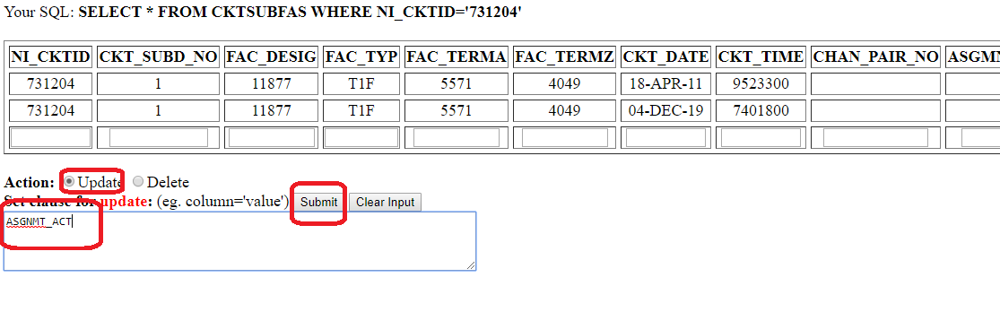 Your SQL: SELECT * FROM CKTSUBFAS WHERE NI_CKTID='731204'
NI_CKTID CKT_SUBD_NO FAC_DESIG FAC_TYP FAC_TERMA FAC_TERMZ CKT_DATE CKT_TIME CHAN_PAIR_NO
731204 1 11877 T1F 5571 4049 18-APR-11 9523300
731204 1 11877 T1F 5571 4049 04-DEC-19 7401800
Action: Update Delete
Set clause for update: (eg. column='value') Submit Clear Input
ASGNMT_ACT